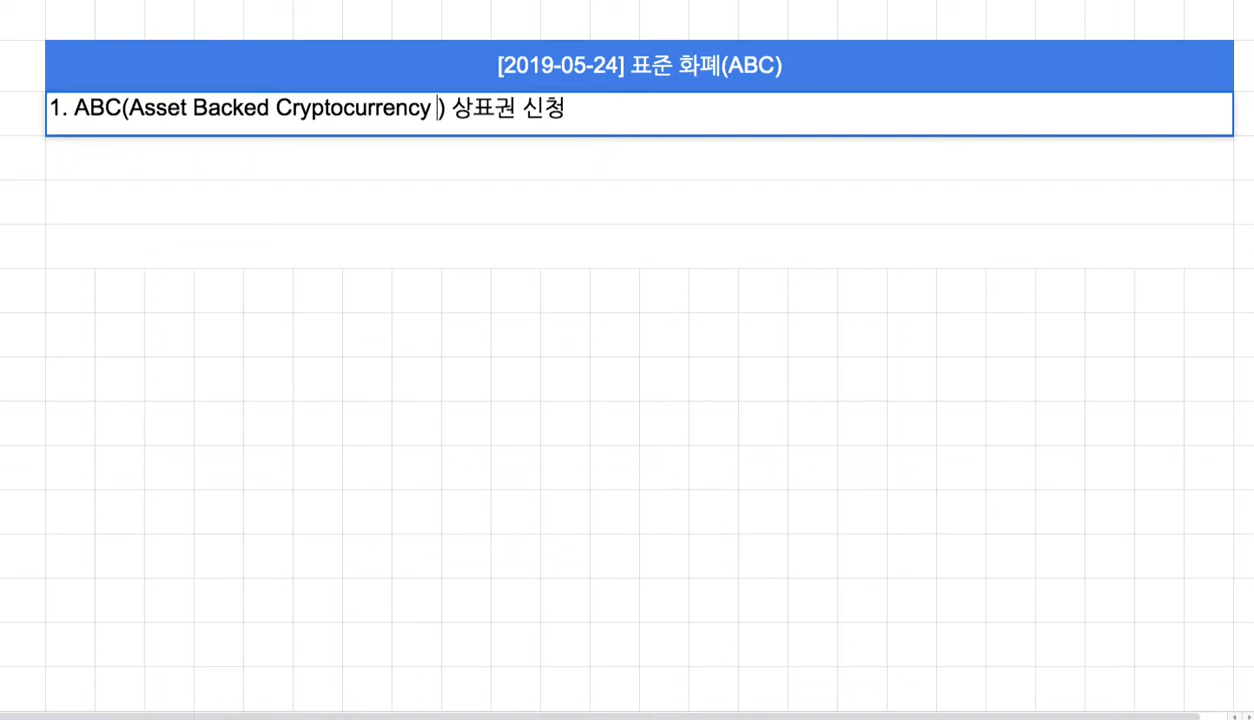 [2019-05-24] 표준 화폐(ABC)
1. ABC(Asset Backed Cryptocurrency ) 상표권 신청